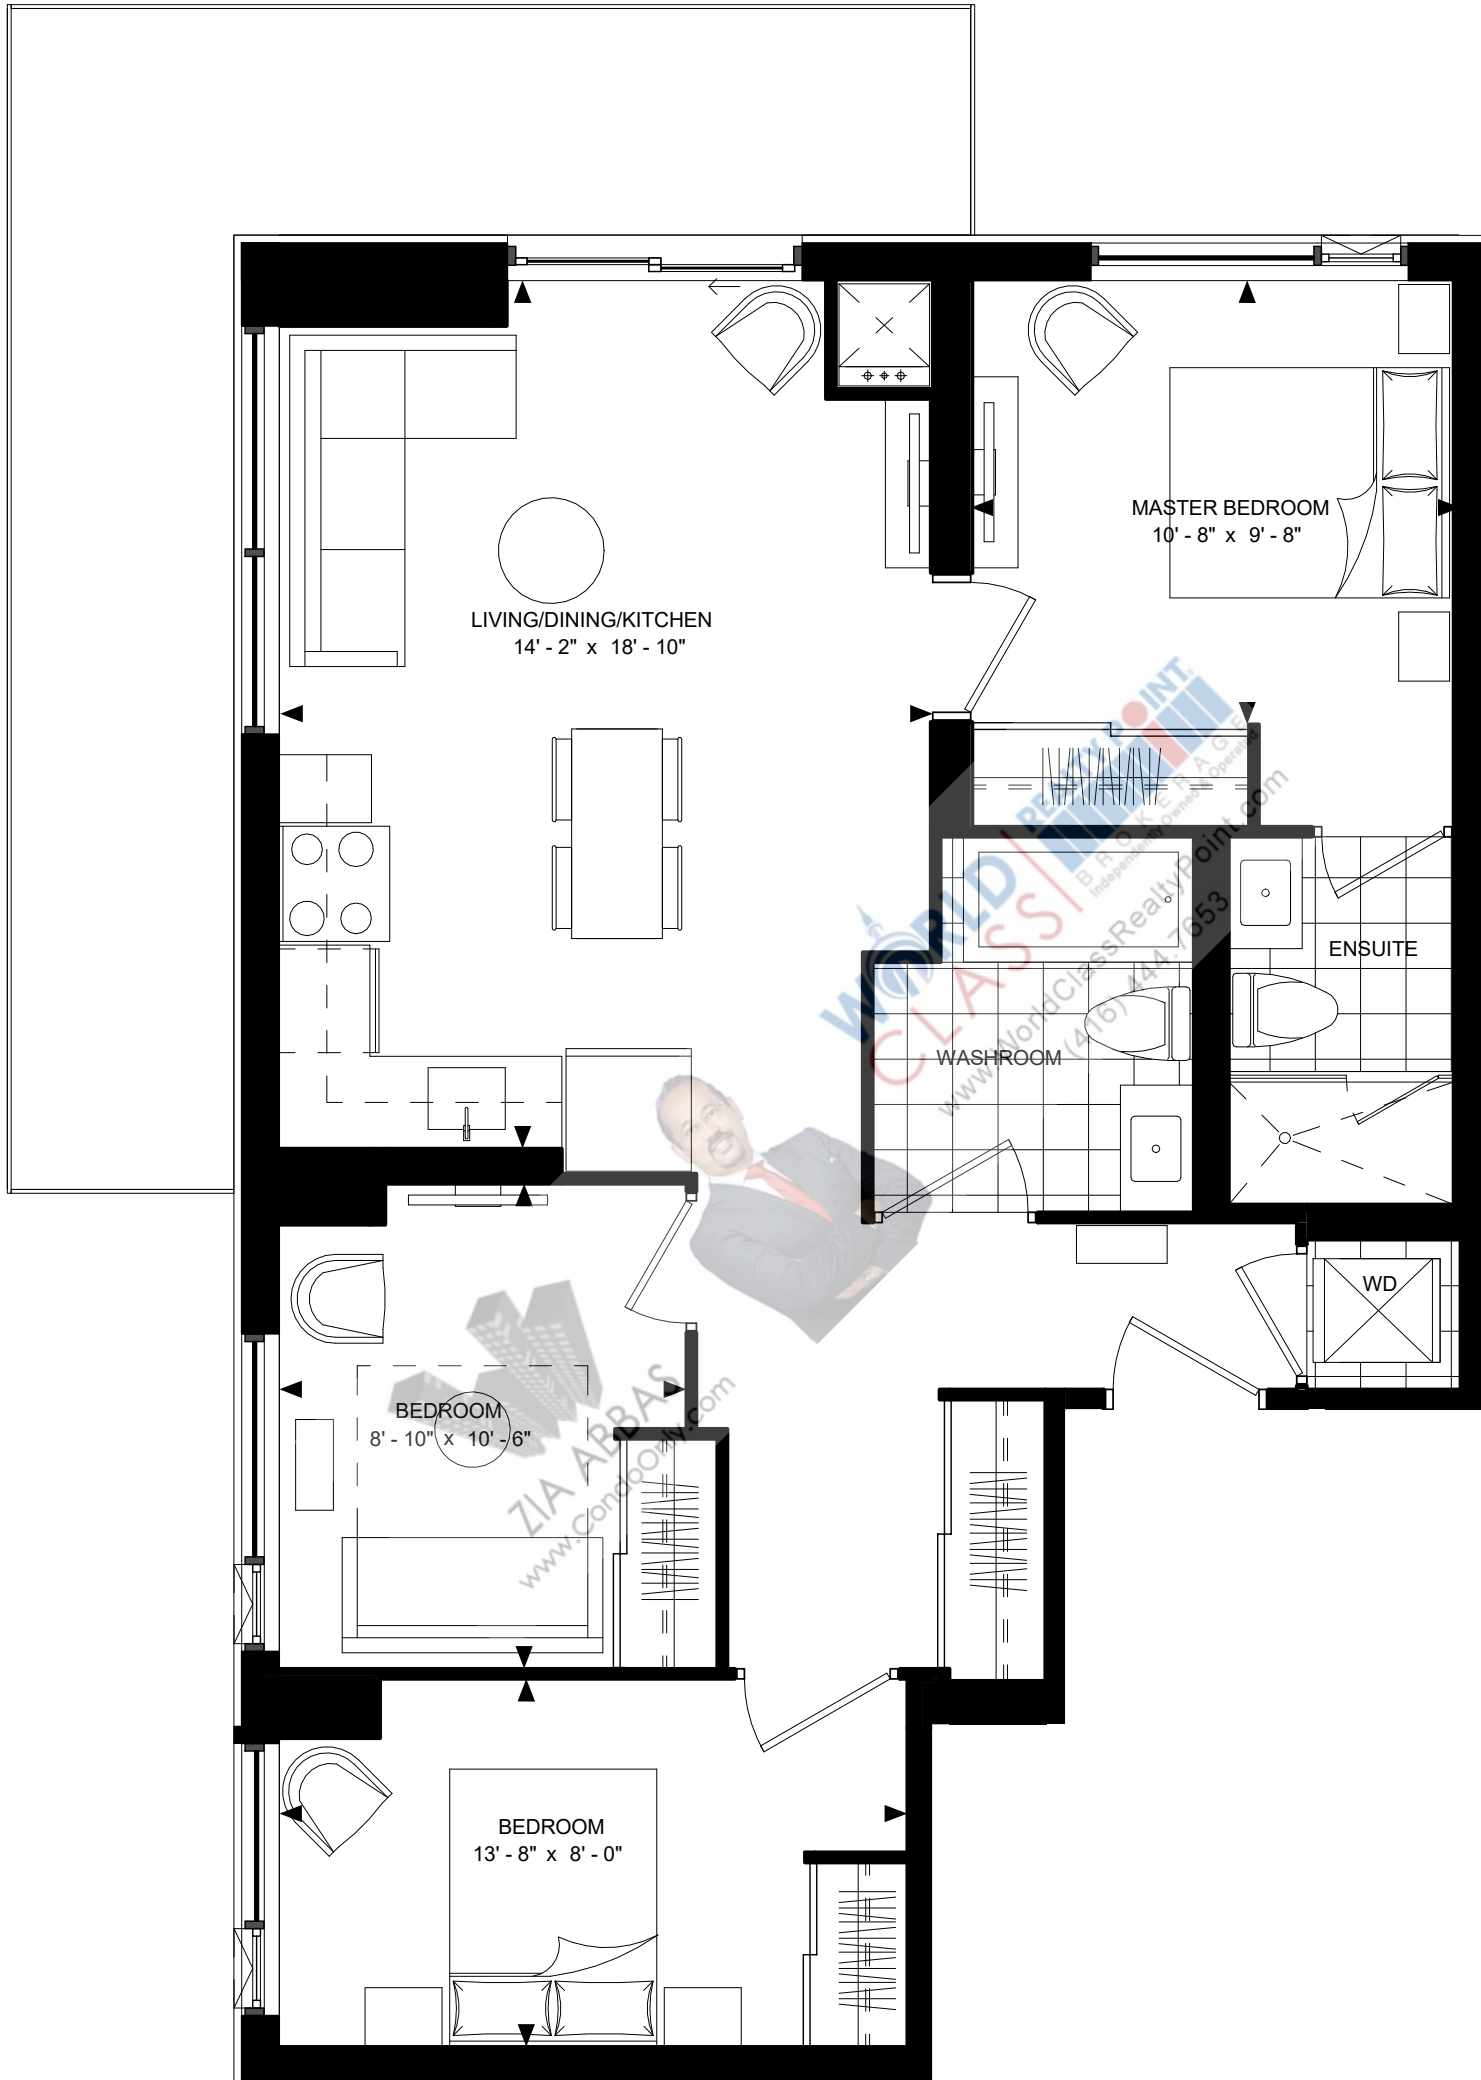 MASTER BEDROOM
10' - 8" x 9' - 8"
LIVING/DINING/KITCHEN
14' - 2" x 18' - 10"
REALTY POINT
BROKERAGE
Independently Owned & Operated
WORLD
CLASS
www.WorldClassRealtyPoint.com
(416) 444.7653
ENSUITE
WASHROOM
WD
BEDROOM
8' - 10" x 10' - 6"
ZIA ABBAS
www.CondoOnly.com
BEDROOM
13' - 8" x 8' - 0"